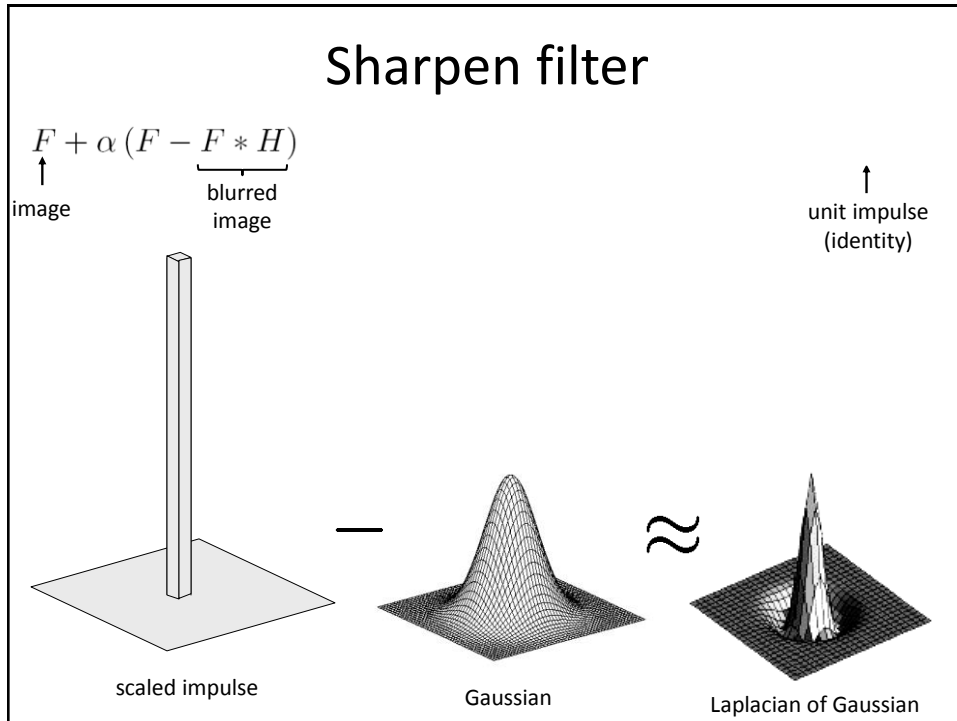 Sharpen filter
F + α (F − F ∗ H)
image
blurred
image
unit impulse
(identity)
−
≈
scaled impulse
Gaussian
Laplacian of Gaussian